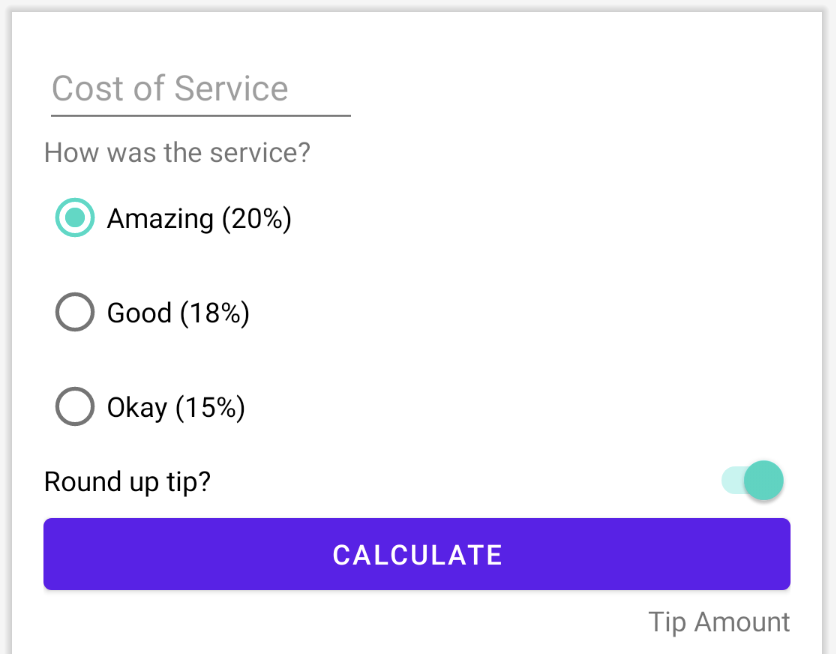 Cost of Service
How was the service?
Amazing (20%)
Good (18%)
Okay (15%)
Round up tip?
CALCULATE
Tip Amount